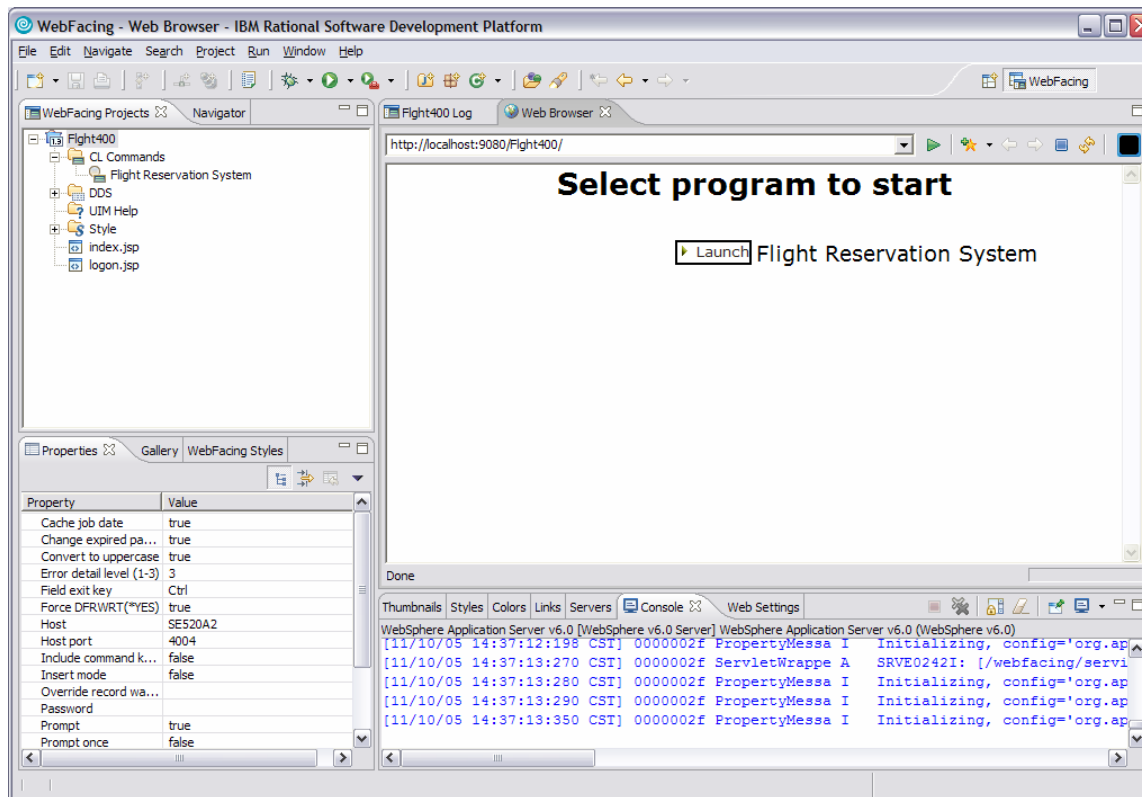 WebFacing - Web Browser - IBM Rational Software Development Platform
File Edit Navigate Search Project Run Window Help
WebFacing
WebFacing Projects Navigator
Flght400
CL Commands
Flight Reservation System
DDS
UIM Help
Style
index.jsp
logon.jsp
Flght400 Log Web Browser
http://localhost:9080/Flght400/
Select program to start
Launch Flight Reservation System
Done
Properties Gallery WebFacing Styles
Property Value
Cache job date true
Change expired pa... true
Convert to uppercase true
Error detail level (1-3) 3
Field exit key Ctrl
Force DFRWRT(*YES) true
Host SE520A2
Host port 4004
Include command k... false
Insert mode false
Override record wa...
Password
Prompt true
Prompt once false
Thumbnails Styles Colors Links Servers Console Web Settings
WebSphere Application Server v6.0 [WebSphere v6.0 Server] WebSphere Application Server v6.0 (WebSphere v6.0)
[11/10/05 14:37:12:198 CST] 0000002f PropertyMessa I Initializing, config='org.ap
[11/10/05 14:37:13:270 CST] 0000002f ServletWrappe A SRVE0242I: [/webfacing/servi
[11/10/05 14:37:13:280 CST] 0000002f PropertyMessa I Initializing, config='org.ap
[11/10/05 14:37:13:290 CST] 0000002f PropertyMessa I Initializing, config='org.ap
[11/10/05 14:37:13:350 CST] 0000002f PropertyMessa I Initializing, config='org.ap